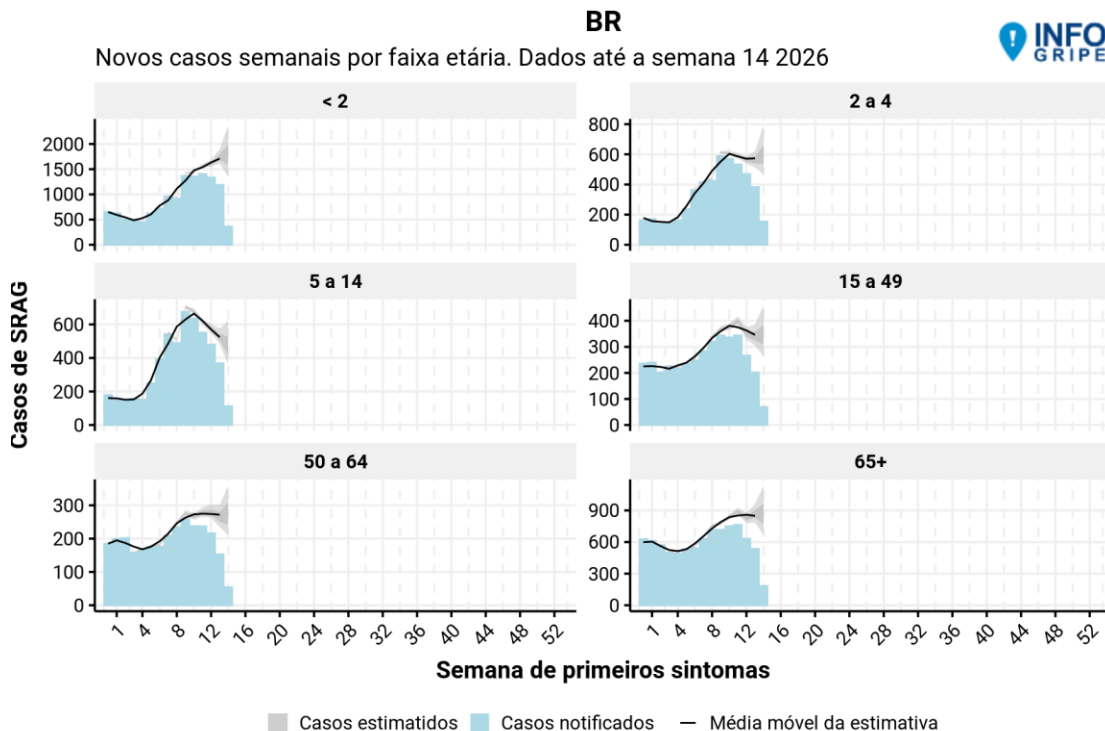 BR
INFO
GRIPE
Novos casos semanais por faixa etária. Dados até a semana 14 2026
< 2
2 a 4
2000
1500
1000
500
0
800
600
400
200
0
5 a 14
15 a 49
600
400
200
0
400
300
200
100
0
50 a 64
65+
300
200
100
0
900
600
300
0
Casos de SRAG
1 4 8 12 16 20 24 28 32 36 40 44 48 52
1 4 8 12 16 20 24 28 32 36 40 44 48 52
Semana de primeiros sintomas
Casos estimatidos Casos notificados Média móvel da estimativa